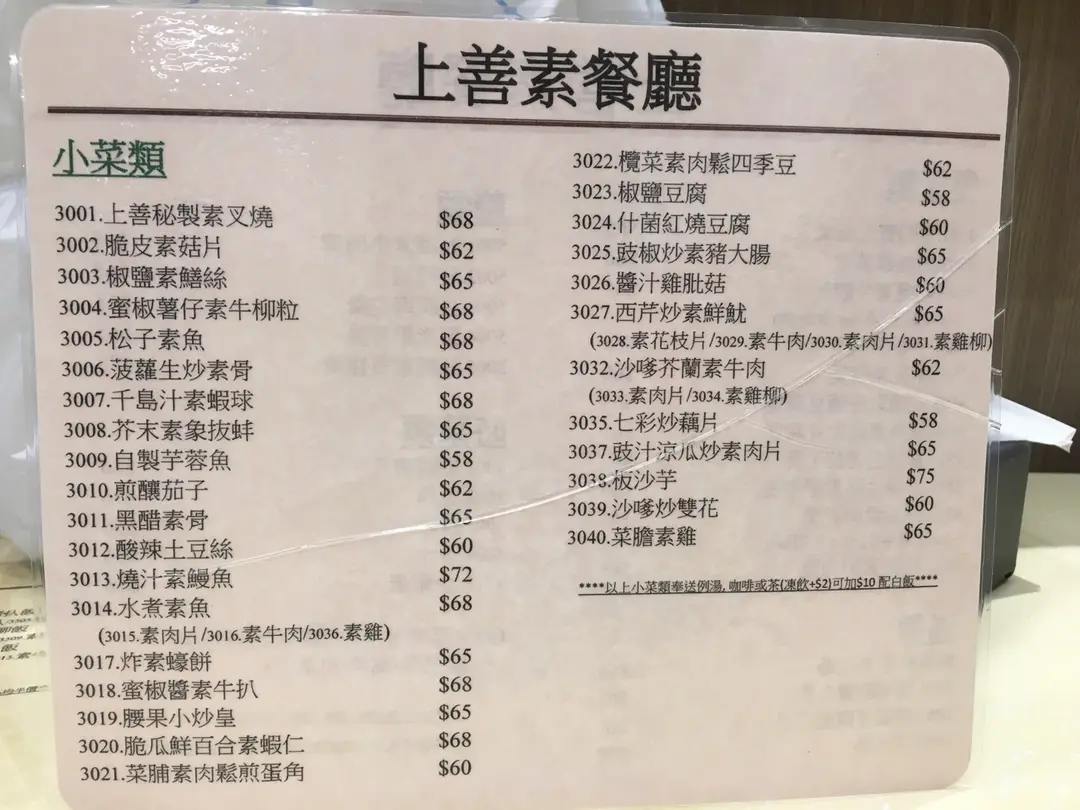 上善素餐廳
小菜類
3001.上善秘製素叉燒 $68
3002.脆皮素菇片 $62
3003.椒鹽素鱔絲 $65
3004.蜜椒薯仔素牛柳粒 $68
3005.松子素魚 $68
3006.菠蘿生炒素骨 $65
3007.千島汁素蝦球 $68
3008.芥末素象拔蚌 $65
3009.自製芋蓉魚 $58
3010.煎釀茄子 $62
3011.黑醋素骨 $65
3012.酸辣土豆絲 $60
3013.燒汁素鰻魚 $72
3014.水煮素魚 $68
(3015.素肉片/3016.素牛肉/3036.素雞)
3017.炸素蠔餅 $65
3018.蜜椒醬素牛扒 $68
3019.腰果小炒皇 $65
3020.脆瓜鮮百合素蝦仁 $68
3021.菜脯素肉鬆煎蛋角 $60
3022.欖菜素肉鬆四季豆 $62
3023.椒鹽豆腐 $58
3024.什菌紅燒豆腐 $60
3025.豉椒炒素豬大腸 $65
3026.醬汁雞肶菇 $60
3027.西芹炒素鮮魷 $65
(3028.素花枝片/3029.素牛肉/3030.素肉片/3031.素雞柳)
3032.沙嗲芥蘭素牛肉 $62
(3033.素肉片/3034.素雞柳)
3035.七彩炒藕片 $58
3037.豉汁涼瓜炒素肉片 $65
3038.板沙芋 $75
3039.沙嗲炒雙花 $60
3040.菜膽素雞 $65
****以上小菜類奉送例湯, 咖啡或茶(凍飲+$2)可加$10 配白飯****